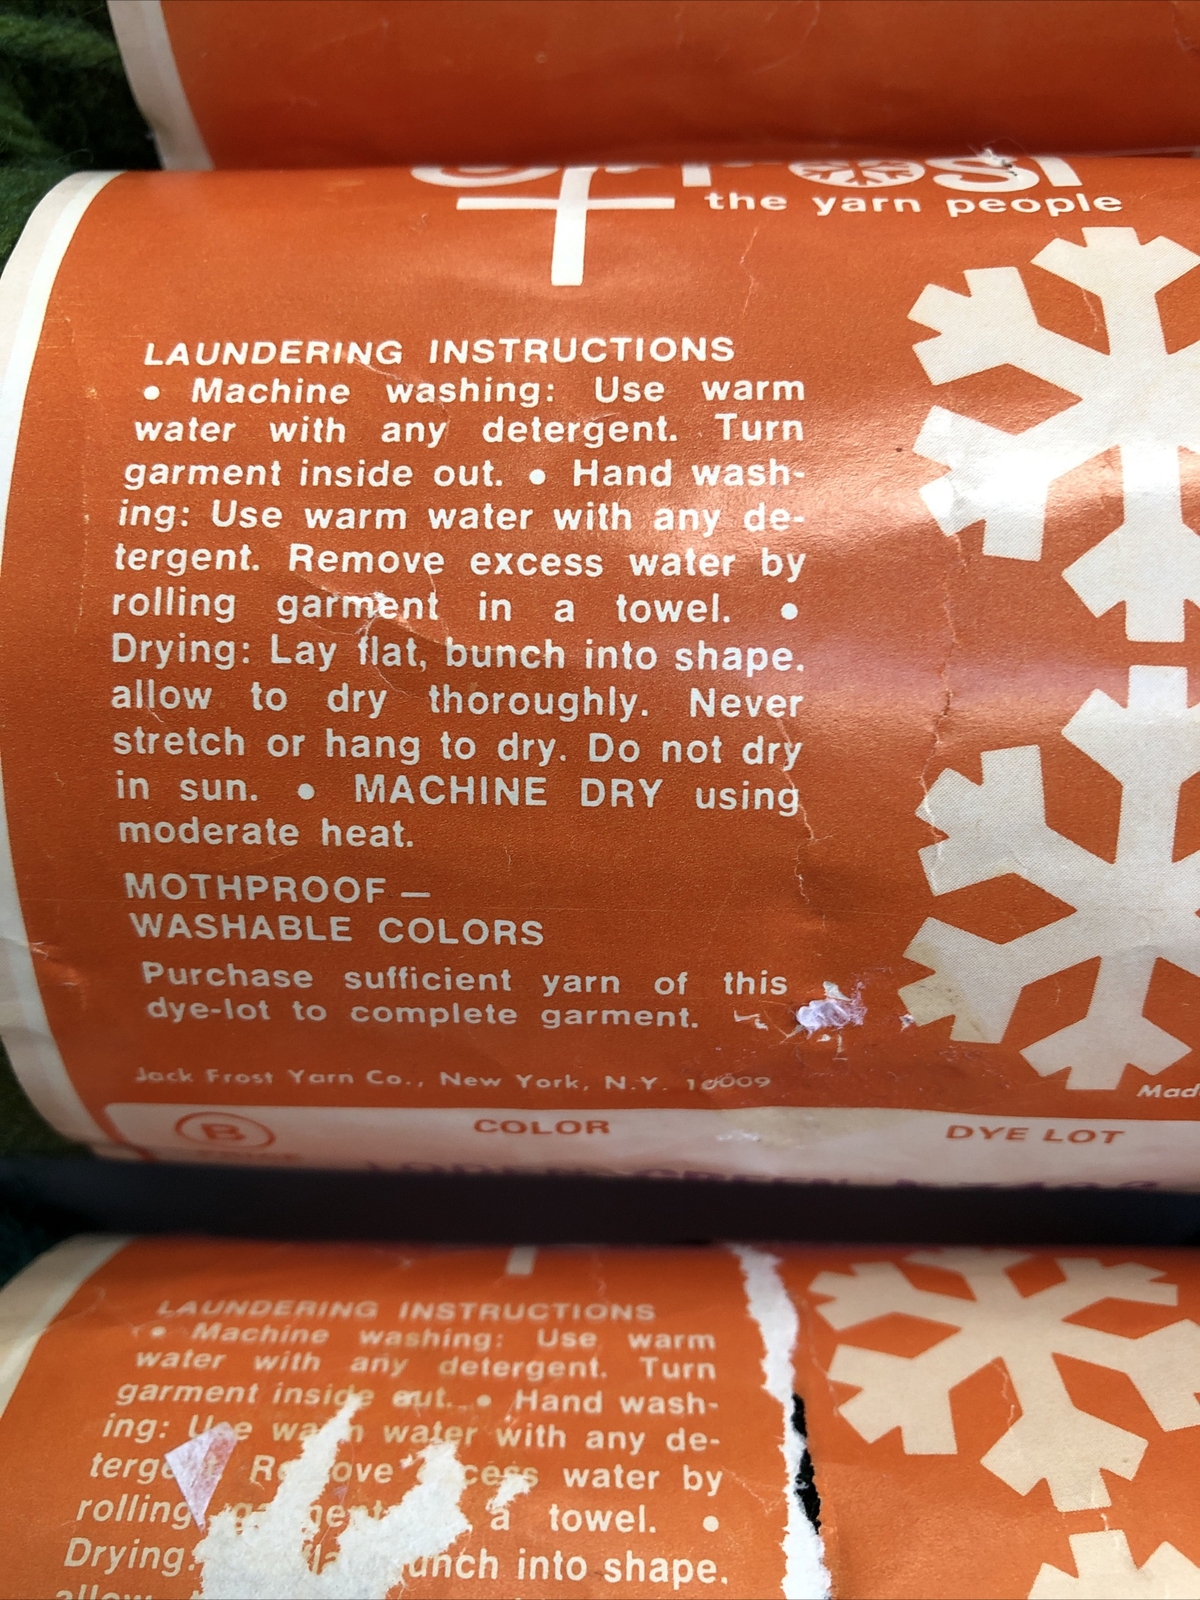 the yarn people
LAUNDERING INSTRUCTIONS
• Machine washing: Use warm
water with any detergent. Turn
garment inside out. • Hand wash-
ing: Use warm water with any de-
tergent. Remove excess water by
rolling garment in a towel. •
Drying: Lay flat, bunch into shape.
allow to dry thoroughly. Never
stretch or hang to dry. Do not dry
in sun. • MACHINE DRY using
moderate heat.
MOTHPROOF —
WASHABLE COLORS
Purchase sufficient yarn of this
dye-lot to complete garment.
Jack Frost Yarn Co., New York, N.Y. 10009
Made
B COLOR DYE LOT
LAUNDERING INSTRUCTIONS
• Machine washing: Use warm
water with any detergent. Turn
garment inside out. • Hand wash-
ing: Use warm water with any de-
water by
rolling a towel. •
Drying: into shape.